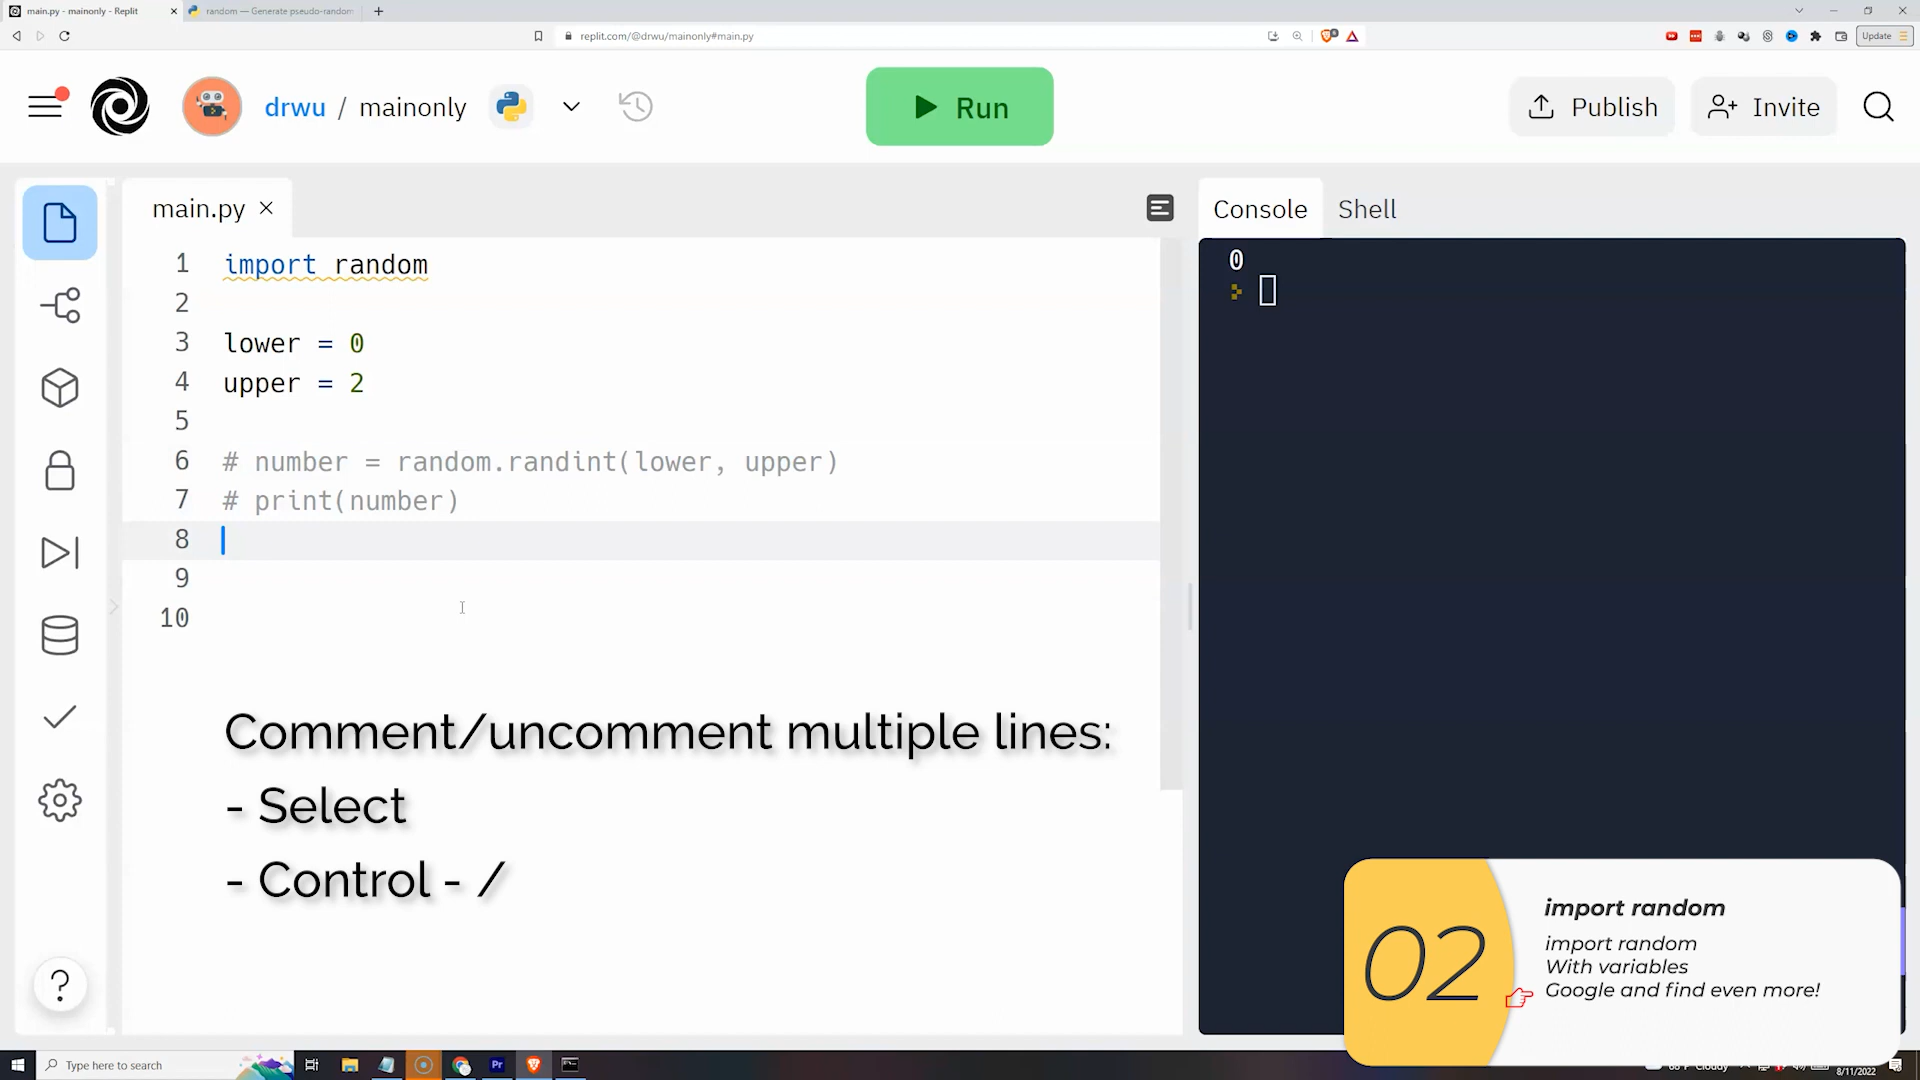 main.py - mainonly - Replit
random — Generate pseudo-random
replit.com/@drwu/mainonly#main.py
Update
drwu / mainonly
Run
Publish
Invite
main.py
Console
Shell
1 import random
2
3 lower = 0
4 upper = 2
5
6 # number = random.randint(lower, upper)
7 # print(number)
8
9
10
0
Comment/uncomment multiple lines:
- Select
- Control - /
02
import random
import random
With variables
Google and find even more!
?
Type here to search
Pr
8/11/2022